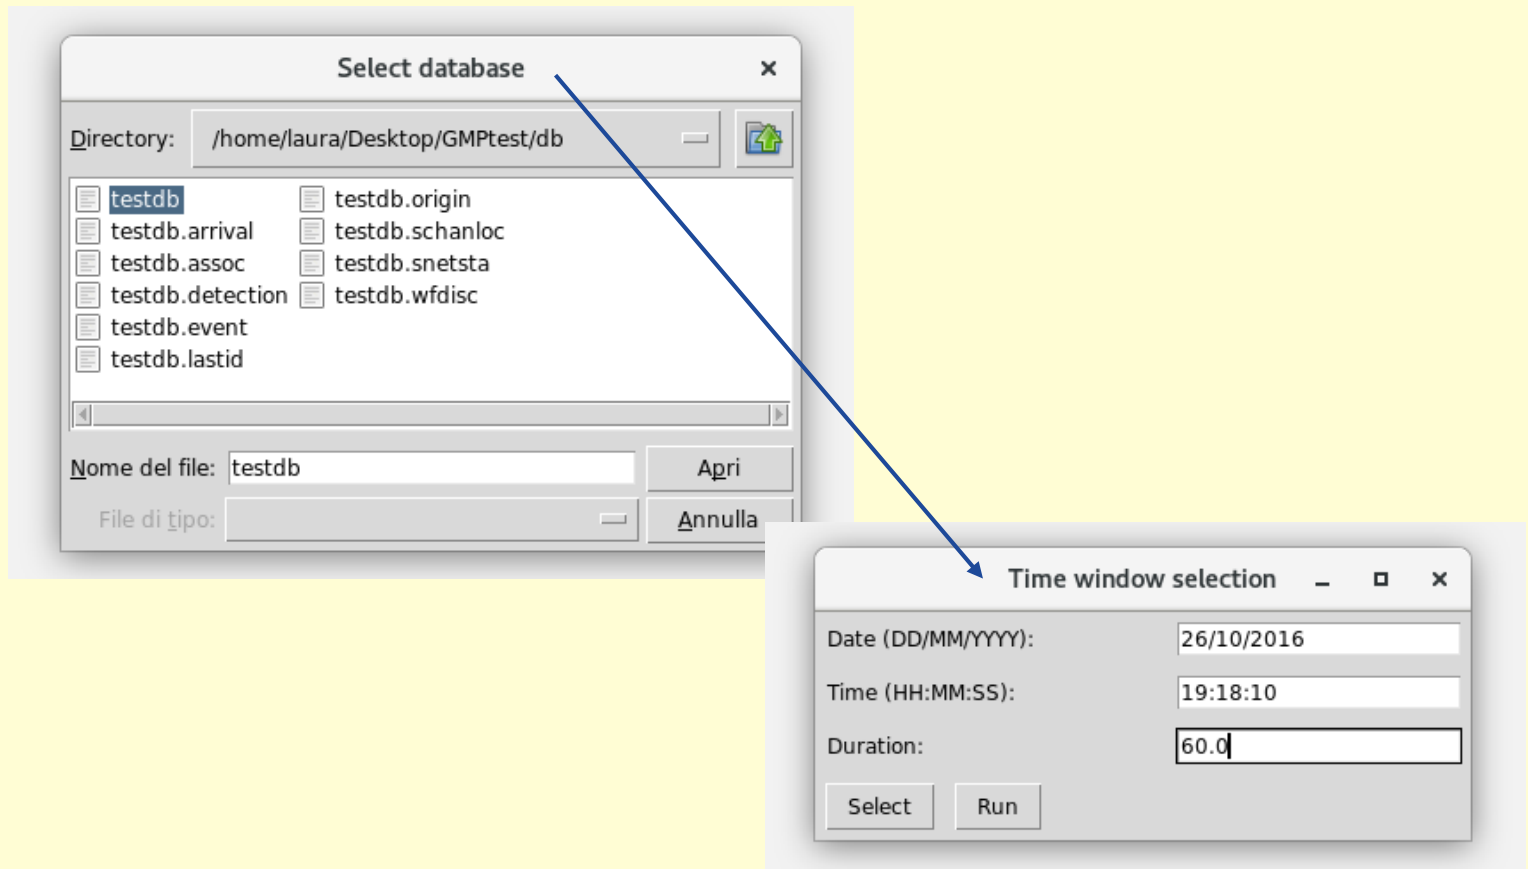 Select database
Directory: /home/laura/Desktop/GMPtest/db
testdb testdb.origin
testdb.arrival testdb.schanloc
testdb.assoc testdb.snetsta
testdb.detection testdb.wfdisc
testdb.event
testdb.lastid
Nome del file: testdb Apri
File di tipo: Annulla
Time window selection
Date (DD/MM/YYYY): 26/10/2016
Time (HH:MM:SS): 19:18:10
Duration: 60.0
Select Run